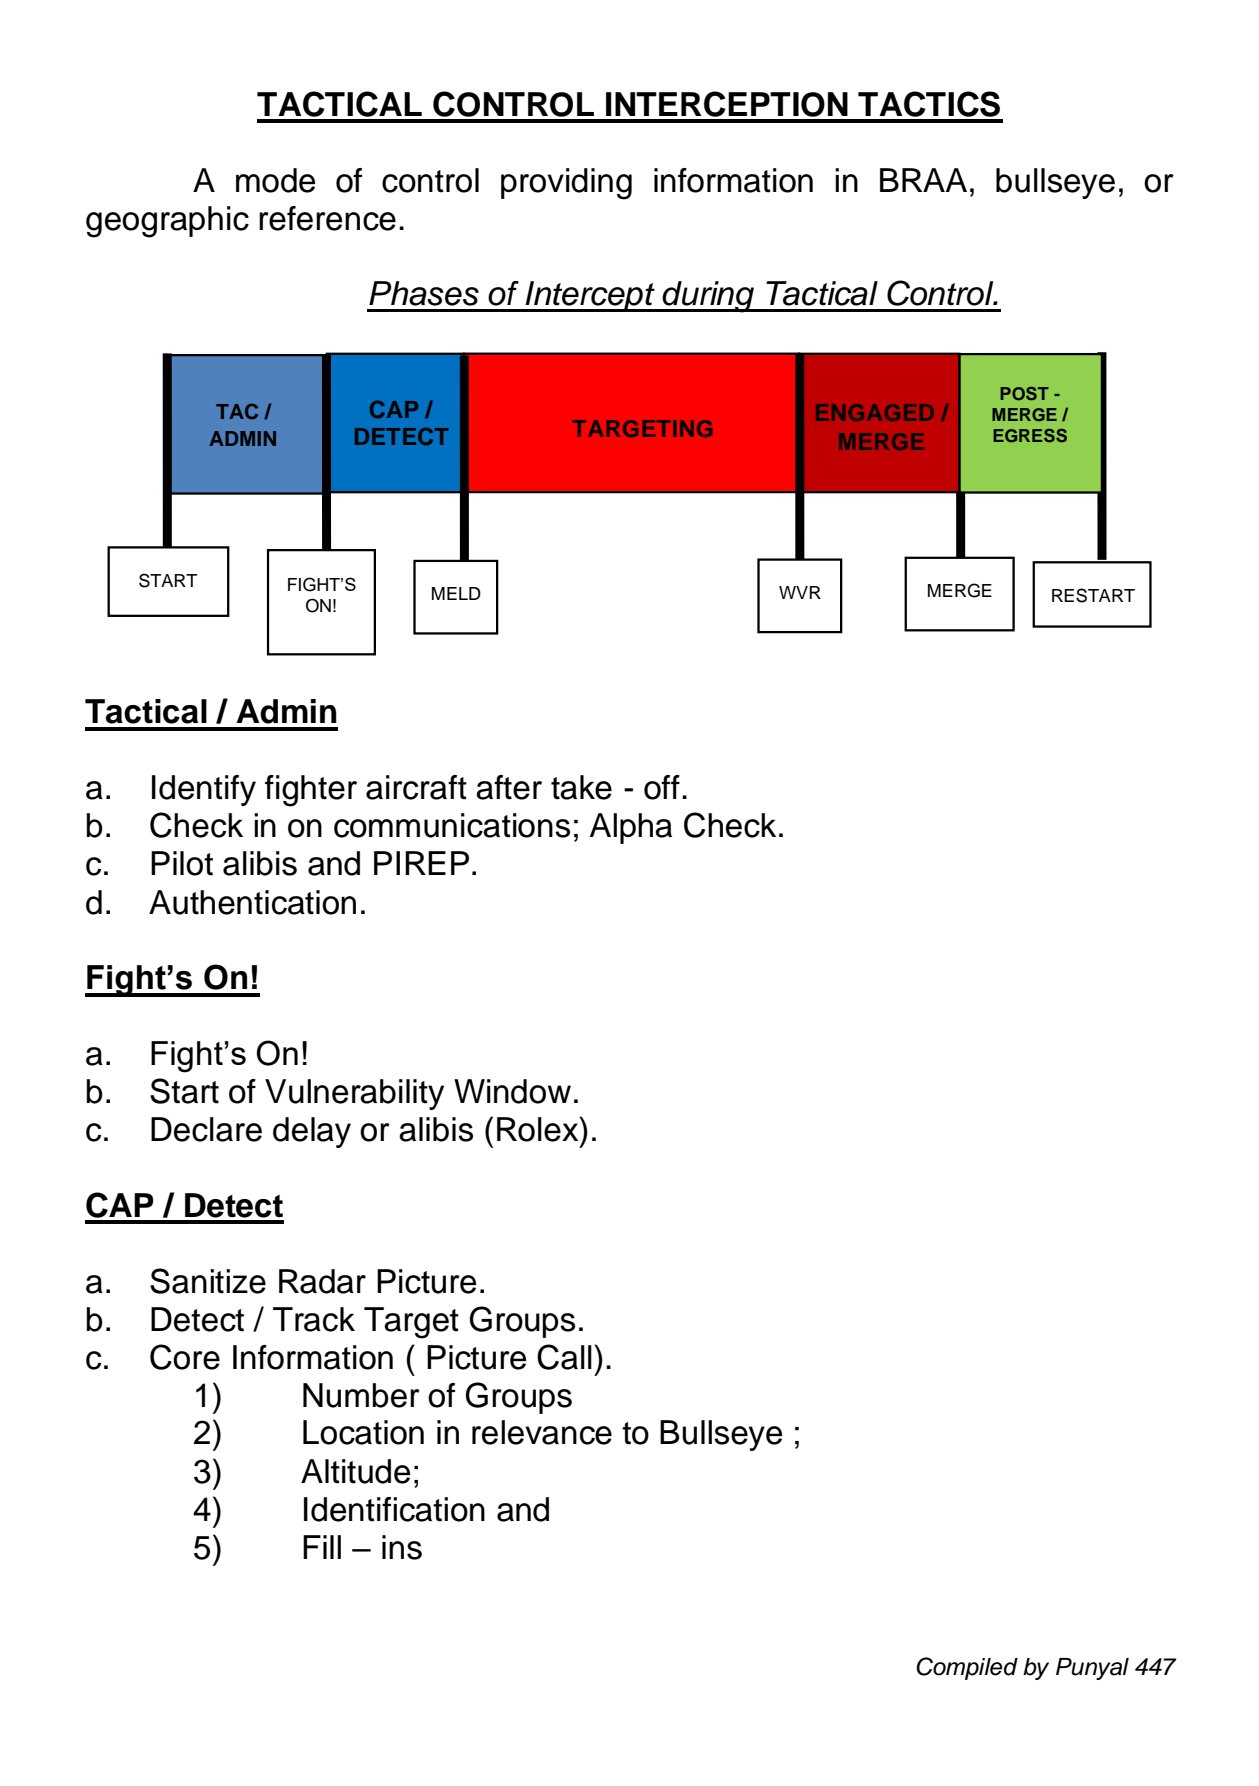 TACTICAL CONTROL INTERCEPTION TACTICS
A mode of control providing information in BRAA, bullseye, or
geographic reference.
Phases of Intercept during Tactical Control.
TAC /
ADMIN
CAP /
DETECT
TARGETING
ENGAGED /
MERGE
POST -
MERGE /
EGRESS
START
FIGHT’S
ON!
MELD
WVR
MERGE
RESTART
Tactical / Admin
a. Identify fighter aircraft after take - off.
b. Check in on communications; Alpha Check.
c. Pilot alibis and PIREP.
d. Authentication.
Fight’s On!
a. Fight’s On!
b. Start of Vulnerability Window.
c. Declare delay or alibis (Rolex).
CAP / Detect
a. Sanitize Radar Picture.
b. Detect / Track Target Groups.
c. Core Information ( Picture Call).
1) Number of Groups
2) Location in relevance to Bullseye ;
3) Altitude;
4) Identification and
5) Fill – ins
Compiled by Punyal 447